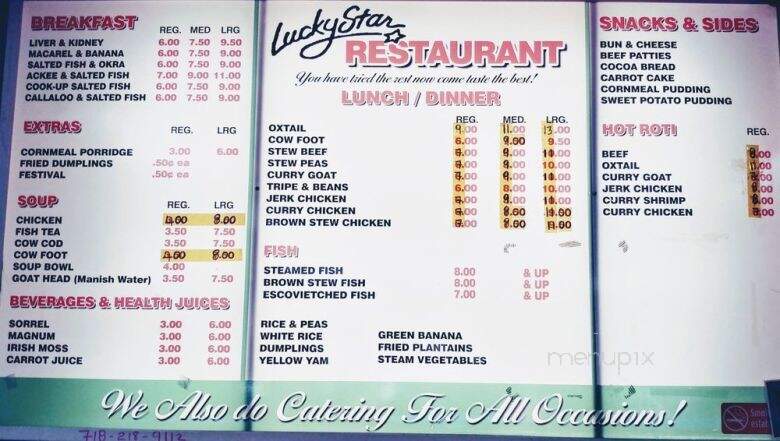 BREAKFAST
REG. MED LRG
LIVER & KIDNEY 6.00 7.50 9.50
MACAREL & BANANA 6.00 7.50 9.00
SALTED FISH & OKRA 6.00 7.50 9.00
ACKEE & SALTED FISH 7.00 9.00 11.00
COOK-UP SALTED FISH 6.00 7.50 9.00
CALLALOO & SALTED FISH 6.00 7.50 9.00
EXTRAS
REG. LRG
CORNMEAL PORRIDGE 3.00 6.00
FRIED DUMPLINGS .50¢ ea
FESTIVAL .50¢ ea
SOUP
REG. LRG
CHICKEN 8.00
FISH TEA 3.50 7.50
COW COD 3.50 7.50
COW FOOT 8.00
SOUP BOWL 4.00
GOAT HEAD (Manish Water) 3.50 7.50
BEVERAGES & HEALTH JUICES
SORREL 3.00 6.00
MAGNUM 3.00 6.00
IRISH MOSS 3.00 6.00
CARROT JUICE 3.00 6.00
Lucky Star
RESTAURANT
You have tried the rest now come taste the best!
LUNCH / DINNER
REG. MED. LRG.
OXTAIL 9.00 11.00 13.00
COW FOOT 6.00 9.50
STEW BEEF
STEW PEAS
CURRY GOAT
TRIPE & BEANS 6.00 8.00 10.00
JERK CHICKEN
CURRY CHICKEN
BROWN STEW CHICKEN
FISH
STEAMED FISH 8.00 & UP
BROWN STEW FISH 8.00 & UP
ESCOVIETCHED FISH 7.00 & UP
RICE & PEAS
WHITE RICE GREEN BANANA
DUMPLINGS FRIED PLANTAINS
YELLOW YAM STEAM VEGETABLES
SNACKS & SIDES
BUN & CHEESE
BEEF PATTIES
COCOA BREAD
CARROT CAKE
CORNMEAL PUDDING
SWEET POTATO PUDDING
HOT ROTI
REG.
BEEF
OXTAIL
CURRY GOAT
JERK CHICKEN
CURRY SHRIMP
CURRY CHICKEN
menupix
We Also do Catering For All Occasions!
718-218-9112